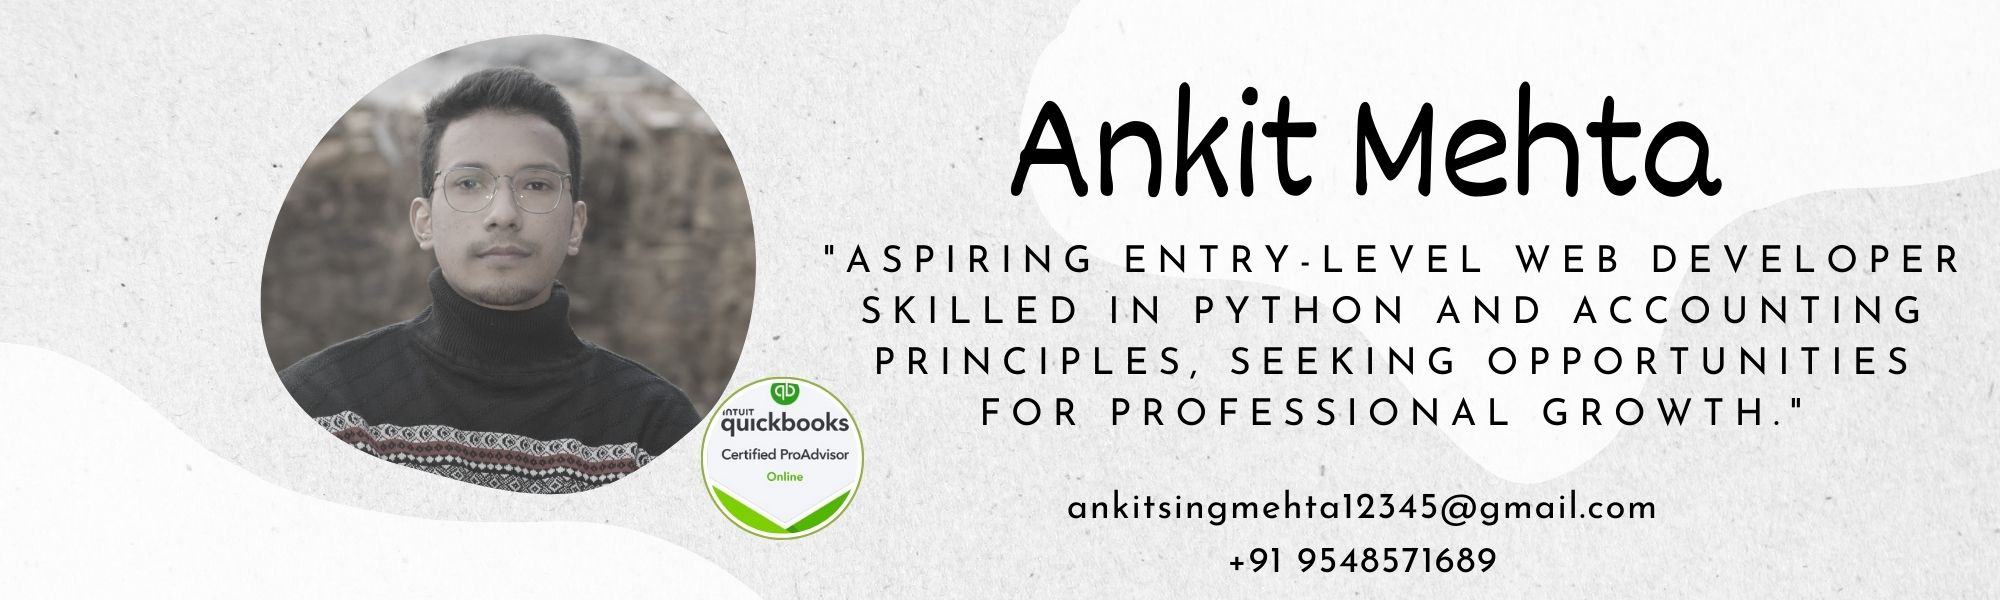 Ankit Mehta
"ASPIRING ENTRY-LEVEL WEB DEVELOPER
SKILLED IN PYTHON AND ACCOUNTING
PRINCIPLES, SEEKING OPPORTUNITIES
FOR PROFESSIONAL GROWTH."
qb
INTUIT
quickbooks
Certified ProAdvisor
Online
ankitsingmehta12345@gmail.com
+91 9548571689